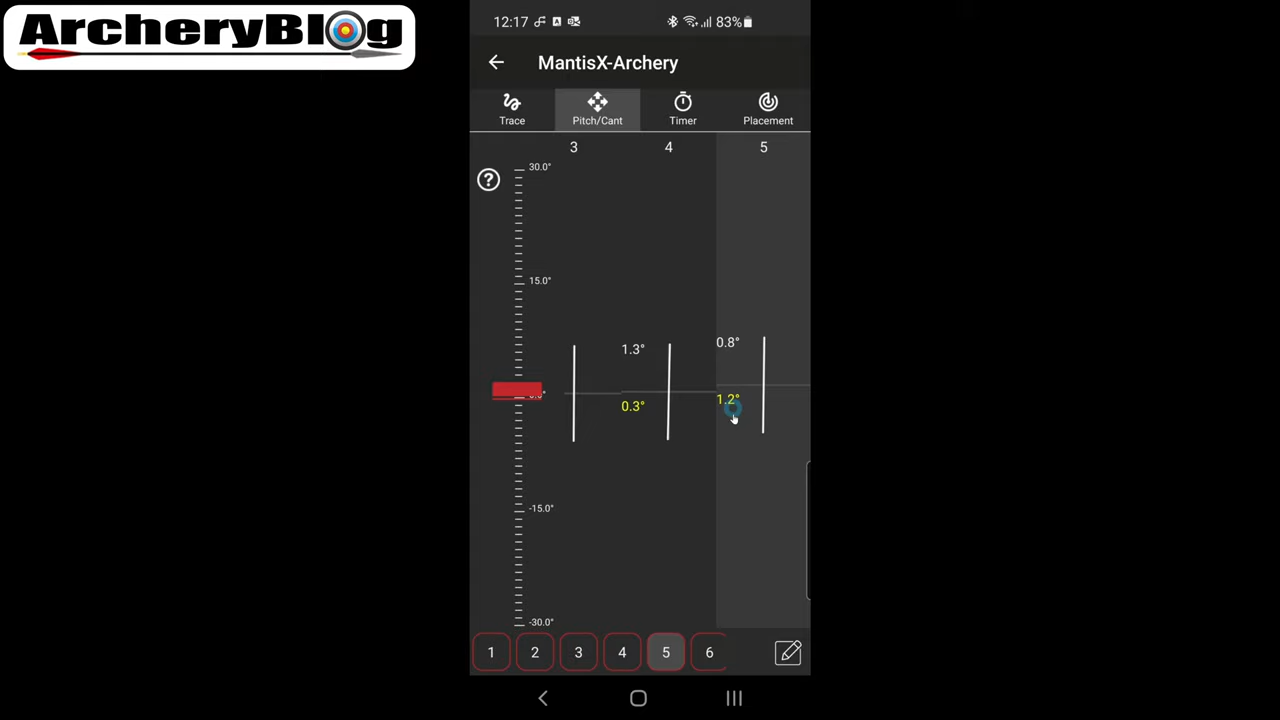 ArcheryBlog
12:17 83%
MantisX-Archery
Trace Pitch/Cant Timer Placement
3 4 5
30.0°
?
15.0°
0.8°
1.3°
1.2°
0.3°
-15.0°
-30.0°
1 2 3 4 5 6